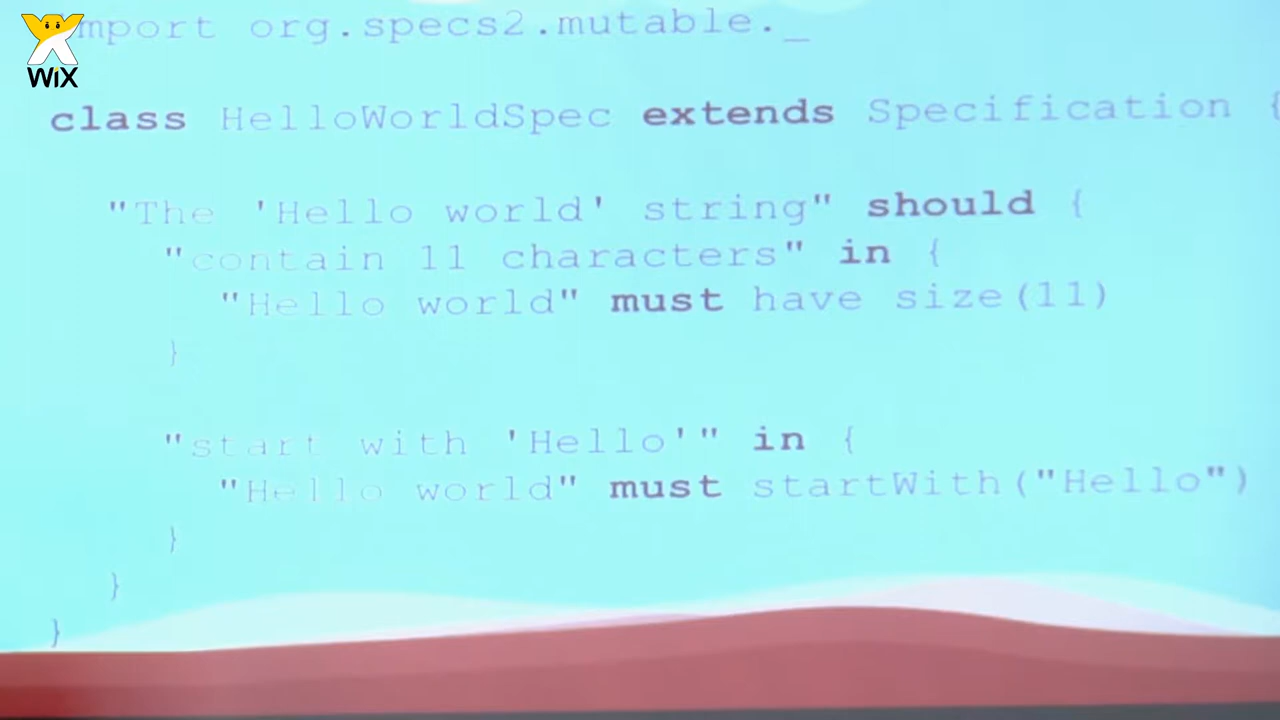 import org.specs2.mutable._
WiX
class HelloWorldSpec extends Specification {
"The 'Hello world' string" should {
"contain 11 characters" in {
"Hello world" must have size(11)
}
"start with 'Hello'" in {
"Hello world" must startWith("Hello")
}
}
}